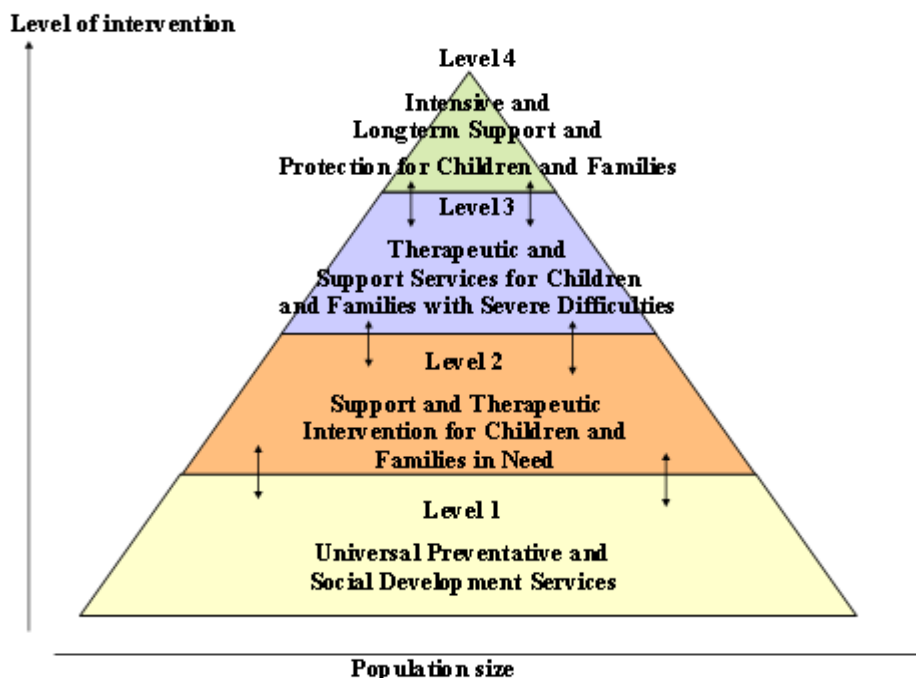 Level of intervention
Level 4
Intensive and
Longterm Support and
Protection for Children and Families
Level 3
Therapeutic and
Support Services for Children
and Families with Severe Difficulties
Level 2
Support and Therapeutic
Intervention for Children and
Families in Need
Level 1
Universal Preventative and
Social Development Services
Population size